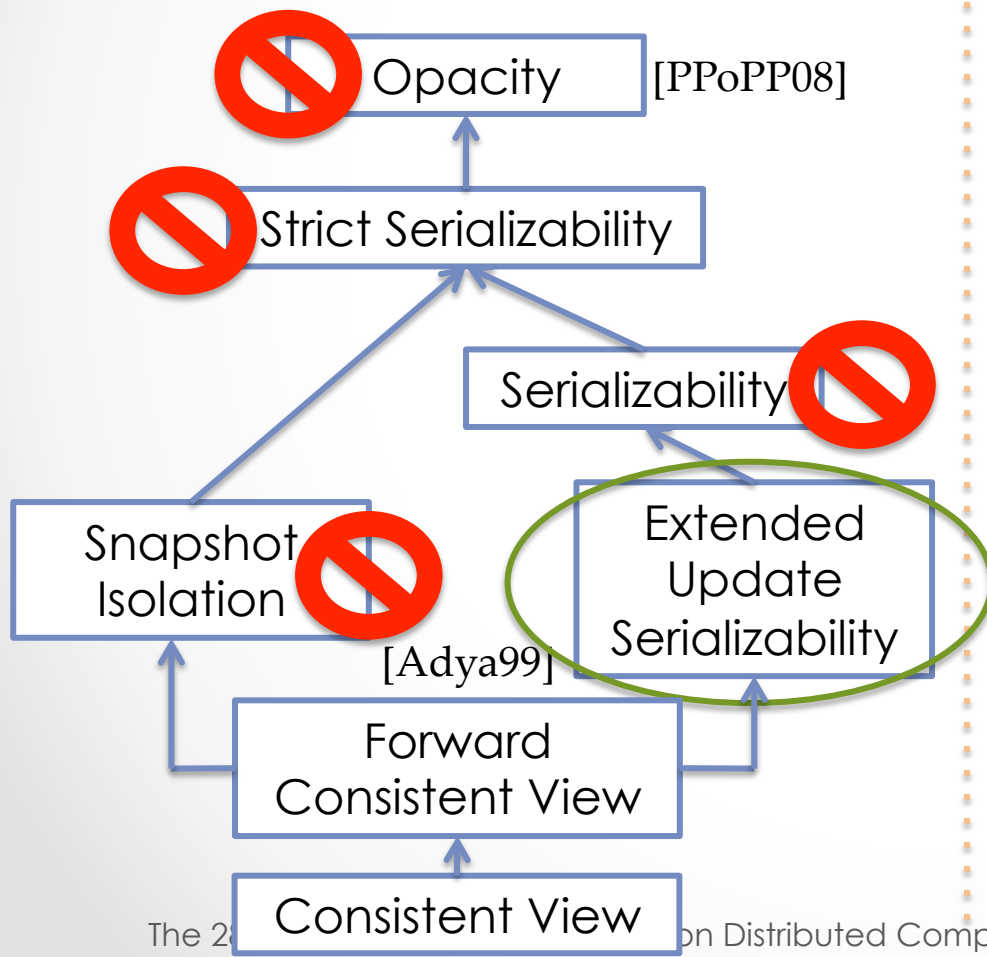 Opacity [PPoPP08]
Strict Serializability
Serializability
Snapshot
Isolation
Extended
Update
Serializability
[Adya99]
Forward
Consistent View
Consistent View
The 28 on Distributed Comp